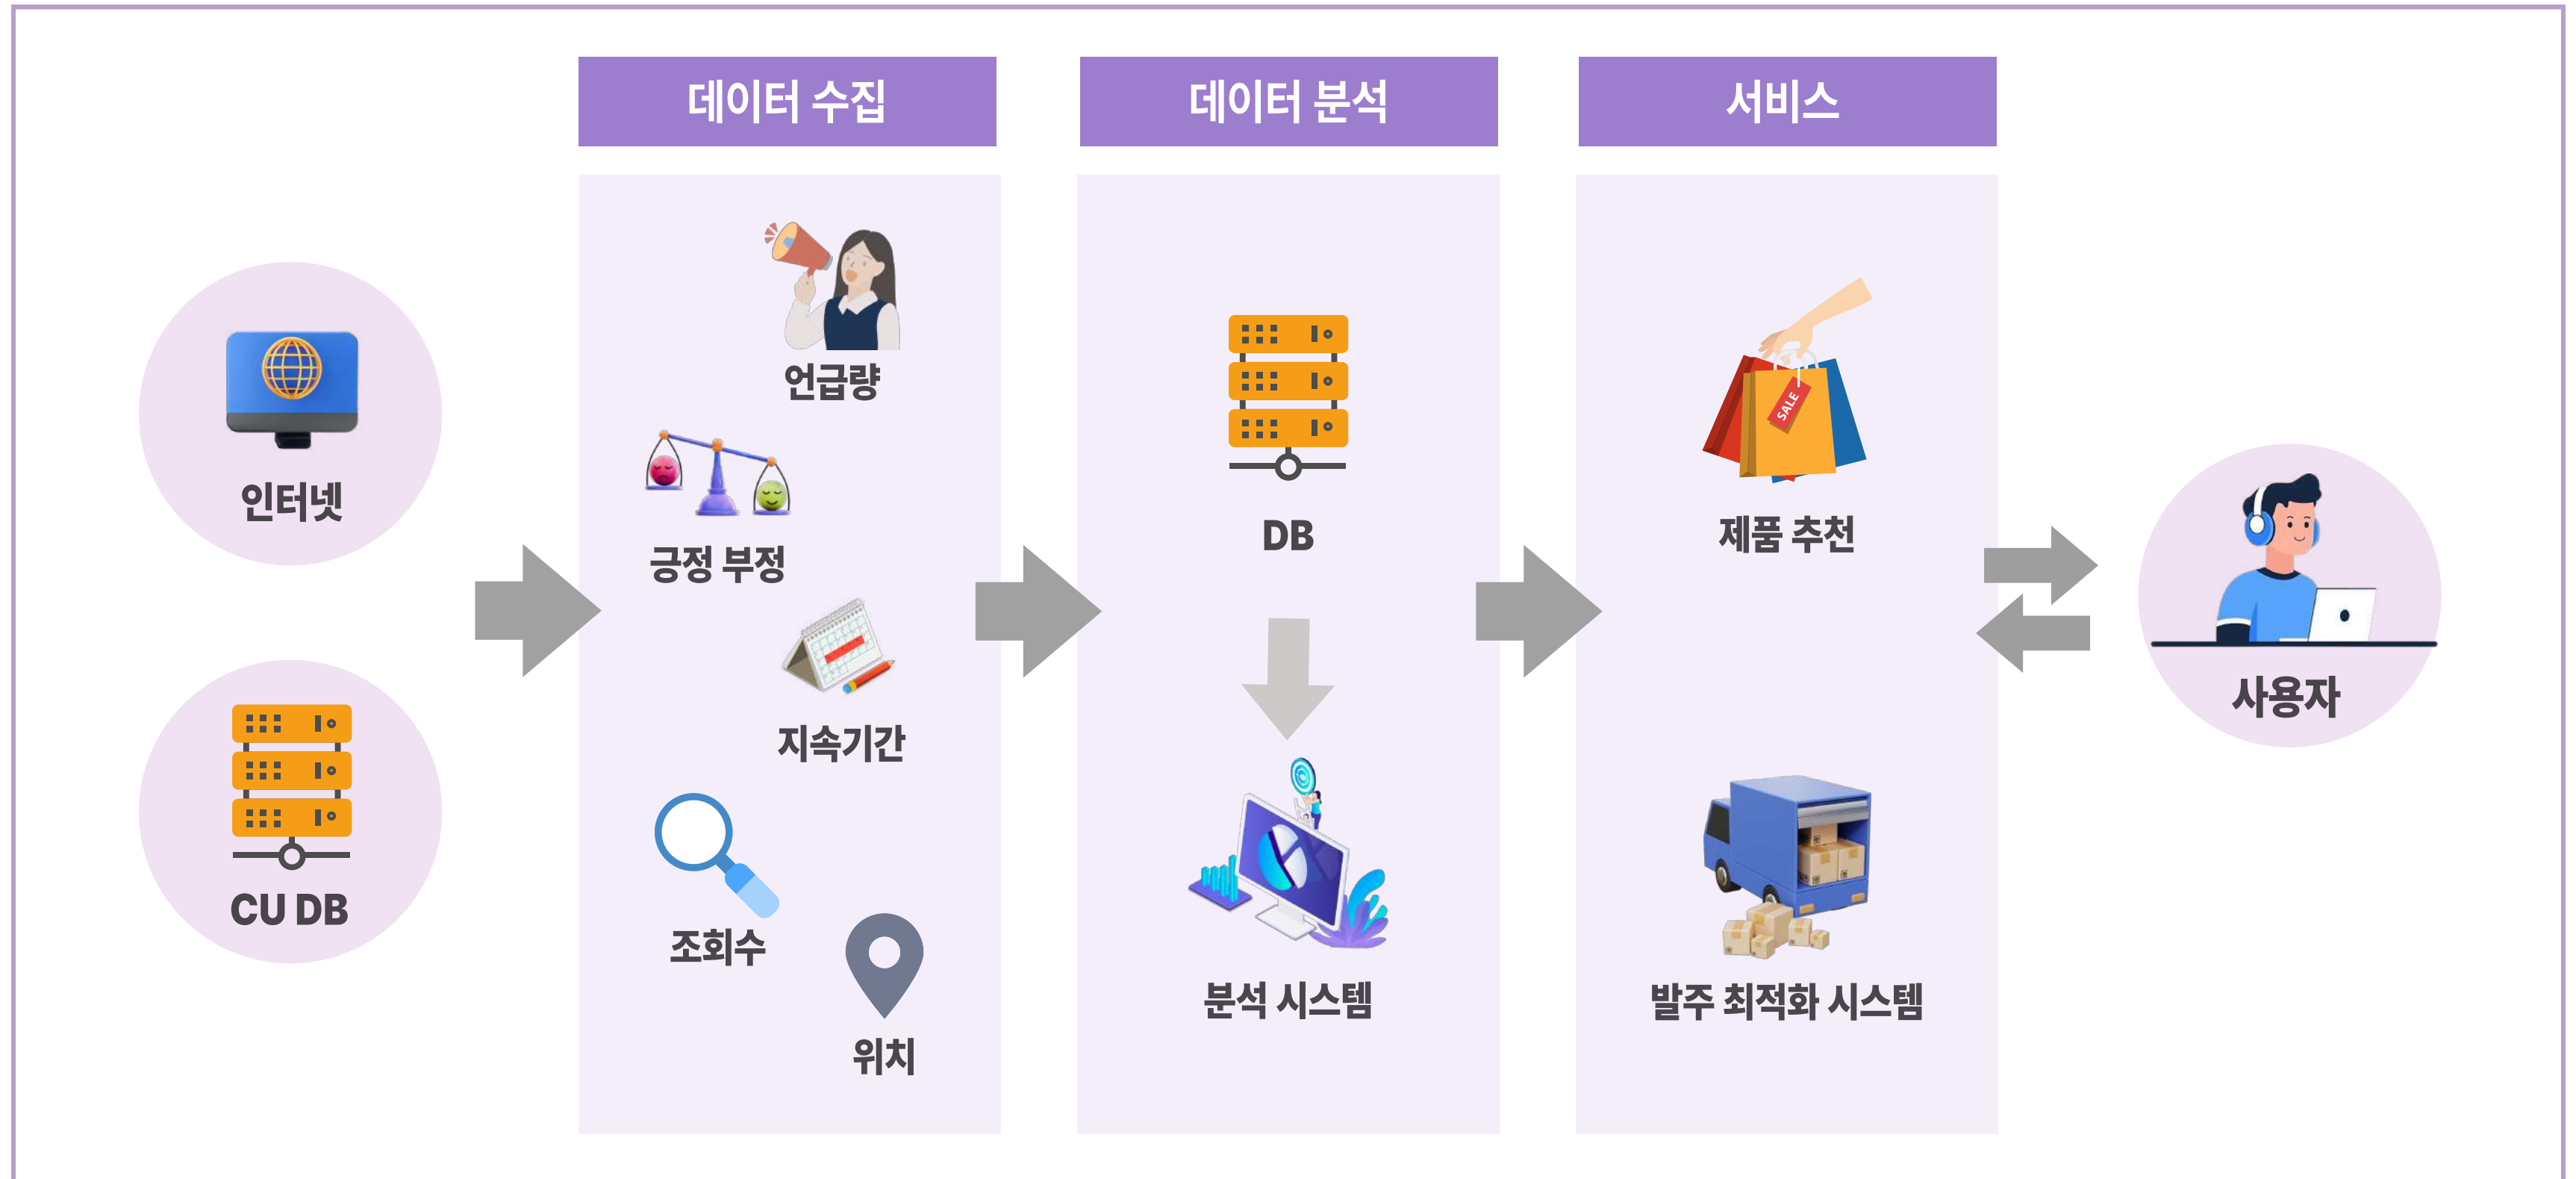 데이터 수집
데이터 분석
서비스
인터넷
CU DB
언급량
긍정 부정
지속기간
조회수
위치
DB
분석 시스템
SALE
제품 추천
발주 최적화 시스템
사용자